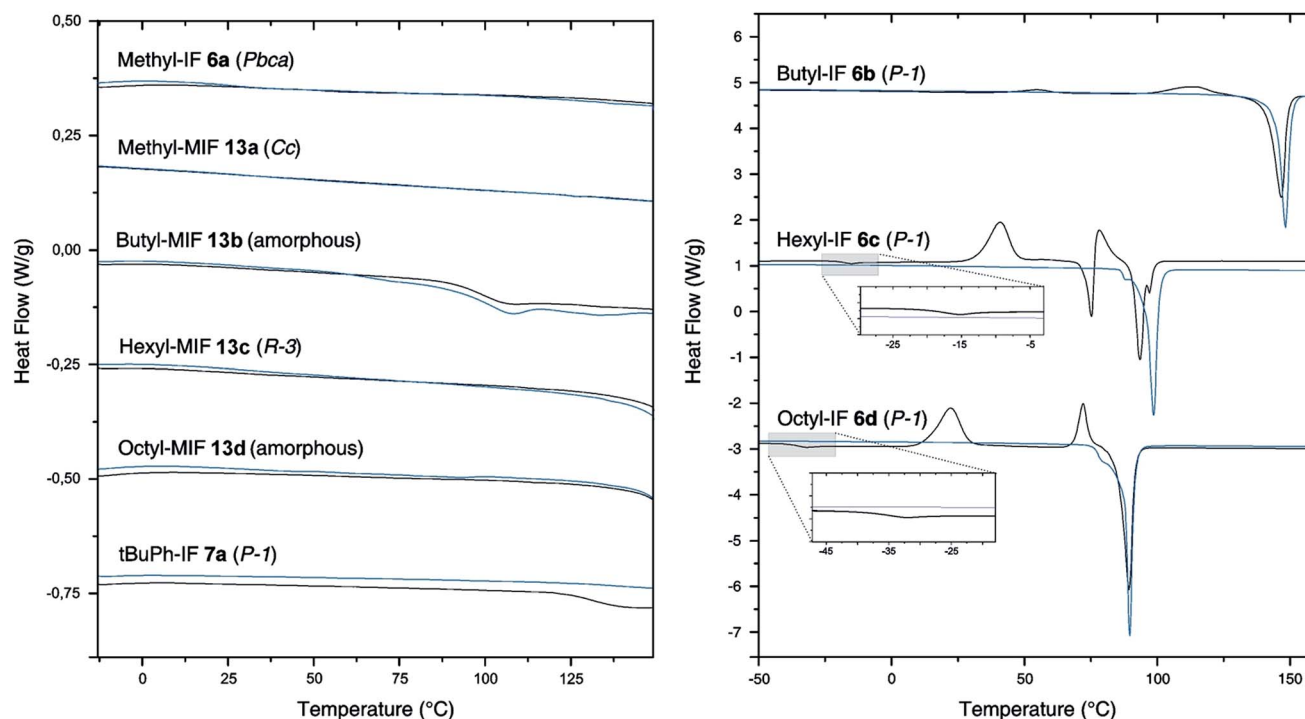 0,50
0,25
0,00
-0,25
-0,50
-0,75
Heat Flow (W/g)
Methyl-IF 6a (Pbca)
Methyl-MIF 13a (Cc)
Butyl-MIF 13b (amorphous)
Hexyl-MIF 13c (R-3)
Octyl-MIF 13d (amorphous)
tBuPh-IF 7a (P-1)
0 25 50 75 100 125
Temperature (°C)
6
5
4
3
2
1
0
-1
-2
-3
-4
-5
-6
-7
Heat Flow (W/g)
Butyl-IF 6b (P-1)
Hexyl-IF 6c (P-1)
-25 -15 -5
Octyl-IF 6d (P-1)
-45 -35 -25
-50 -25 0 25 50 75 100 150
Temperature (°C)